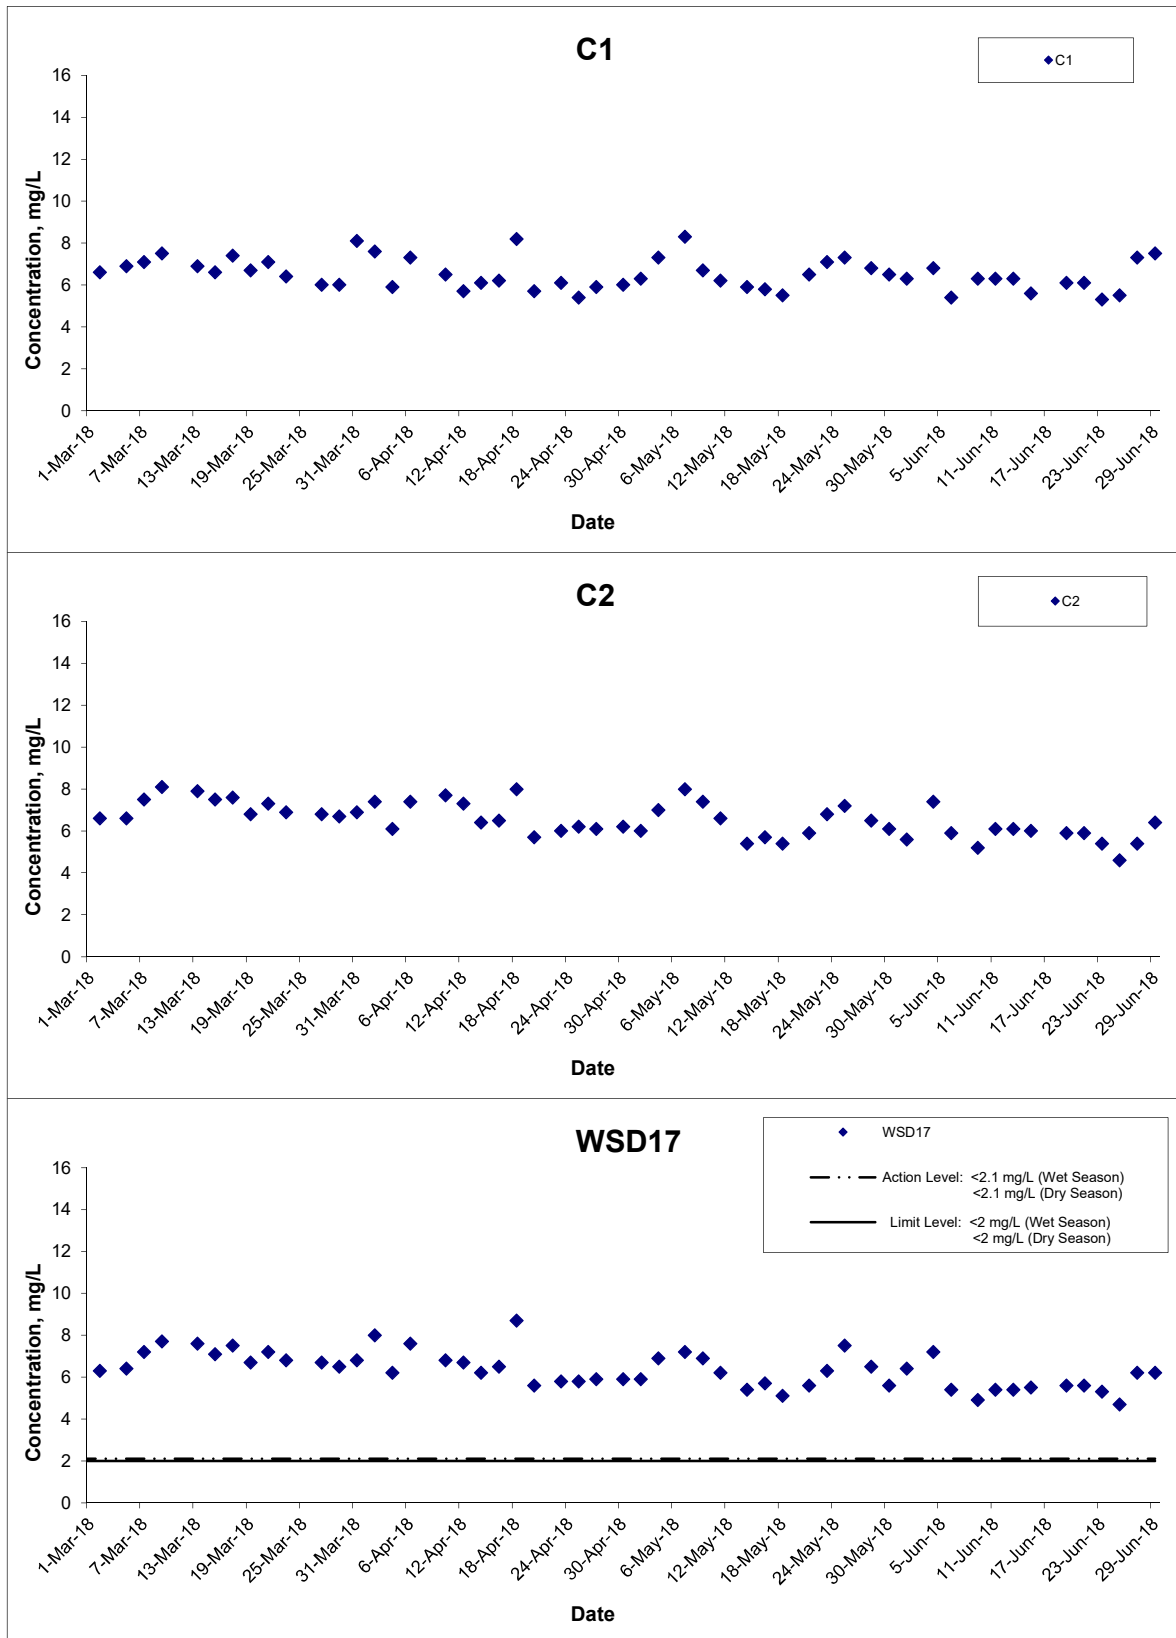 C1
C1
16
14
12
10
8
6
4
2
0
Concentration, mg/L
1-Mar-18
7-Mar-18
13-Mar-18
19-Mar-18
25-Mar-18
31-Mar-18
6-Apr-18
12-Apr-18
18-Apr-18
24-Apr-18
30-Apr-18
6-May-18
12-May-18
18-May-18
24-May-18
30-May-18
5-Jun-18
11-Jun-18
17-Jun-18
23-Jun-18
29-Jun-18
Date
C2
C2
16
14
12
10
8
6
4
2
0
Concentration, mg/L
1-Mar-18
7-Mar-18
13-Mar-18
19-Mar-18
25-Mar-18
31-Mar-18
6-Apr-18
12-Apr-18
18-Apr-18
24-Apr-18
30-Apr-18
6-May-18
12-May-18
18-May-18
24-May-18
30-May-18
5-Jun-18
11-Jun-18
17-Jun-18
23-Jun-18
29-Jun-18
Date
WSD17
WSD17
Action Level: <2.1 mg/L (Wet Season)
<2.1 mg/L (Dry Season)
Limit Level: <2 mg/L (Wet Season)
<2 mg/L (Dry Season)
16
14
12
10
8
6
4
2
0
Concentration, mg/L
1-Mar-18
7-Mar-18
13-Mar-18
19-Mar-18
25-Mar-18
31-Mar-18
6-Apr-18
12-Apr-18
18-Apr-18
24-Apr-18
30-Apr-18
6-May-18
12-May-18
18-May-18
24-May-18
30-May-18
5-Jun-18
11-Jun-18
17-Jun-18
23-Jun-18
29-Jun-18
Date